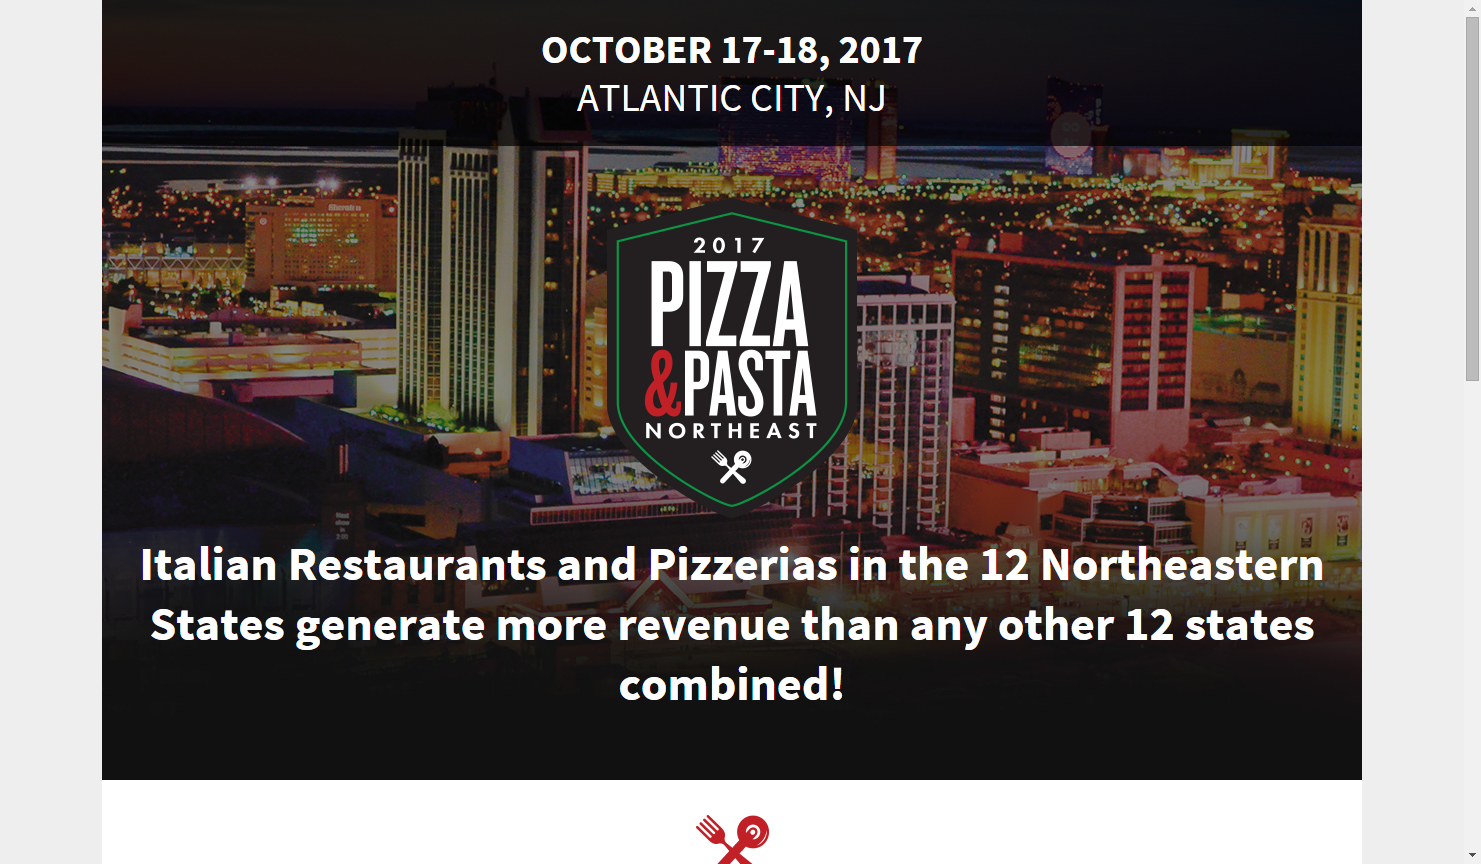 OCTOBER 17-18, 2017
ATLANTIC CITY, NJ
Sheraton
2017
PIZZA
&PASTA
NORTHEAST
Italian Restaurants and Pizzerias in the 12 Northeastern
States generate more revenue than any other 12 states
combined!